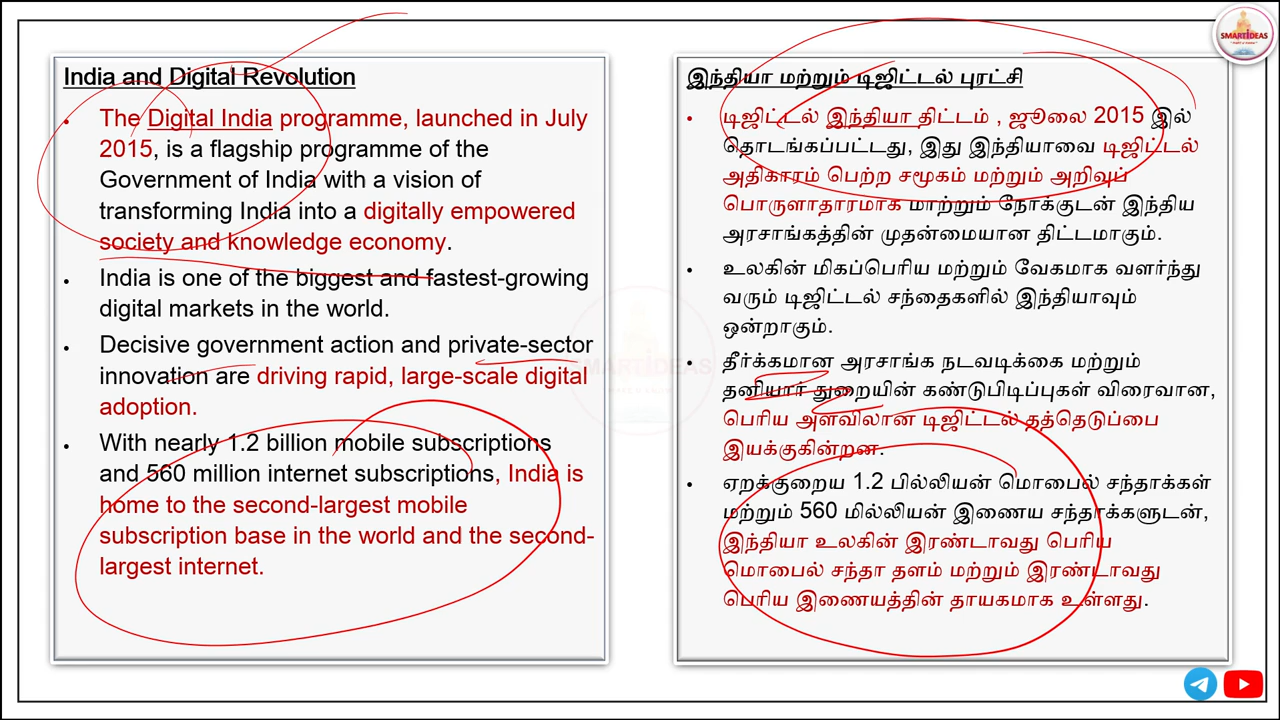 SMARTIDEAS
India and Digital Revolution
• The Digital India programme, launched in July
2015, is a flagship programme of the
Government of India with a vision of
transforming India into a digitally empowered
society and knowledge economy.
• India is one of the biggest and fastest-growing
digital markets in the world.
• Decisive government action and private-sector
innovation are driving rapid, large-scale digital
adoption.
• With nearly 1.2 billion mobile subscriptions
and 560 million internet subscriptions, India is
home to the second-largest mobile
subscription base in the world and the second-
largest internet.
இந்தியா மற்றும் டிஜிட்டல் புரட்சி
• டிஜிட்டல் இந்தியா திட்டம் , ஜூலை 2015 இல்
தொடங்கப்பட்டது, இது இந்தியாவை டிஜிட்டல்
அதிகாரம் பெற்ற சமூகம் மற்றும் அறிவுப்
பொருளாதாரமாக மாற்றும் நோக்குடன் இந்திய
அரசாங்கத்தின் முதன்மையான திட்டமாகும்.
• உலகின் மிகப்பெரிய மற்றும் வேகமாக வளர்ந்து
வரும் டிஜிட்டல் சந்தைகளில் இந்தியாவும்
ஒன்றாகும்.
• தீர்க்கமான அரசாங்க நடவடிக்கை மற்றும்
தனியார் துறையின் கண்டுபிடிப்புகள் விரைவான,
பெரிய அளவிலான டிஜிட்டல் தத்தெடுப்பை
இயக்குகின்றன.
• ஏறக்குறைய 1.2 பில்லியன் மொபைல் சந்தாக்கள்
மற்றும் 560 மில்லியன் இணைய சந்தாக்களுடன்,
இந்தியா உலகின் இரண்டாவது பெரிய
மொபைல் சந்தா தளம் மற்றும் இரண்டாவது
பெரிய இணையத்தின் தாயகமாக உள்ளது.
SMARTIDEAS